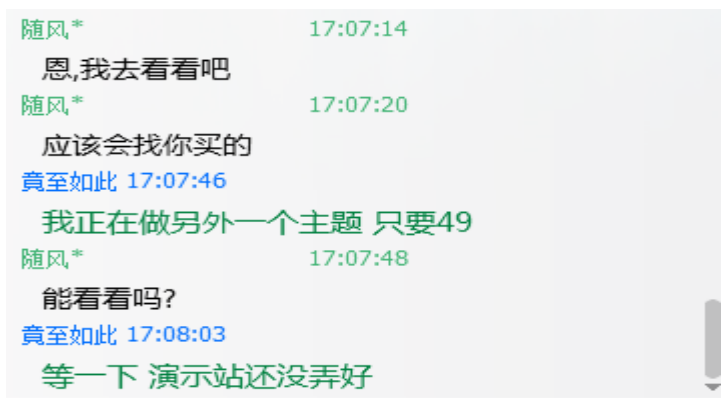 随风* 17:07:14
恩,我去看看吧
随风* 17:07:20
应该会找你买的
竟至如此 17:07:46
我正在做另外一个主题 只要49
随风* 17:07:48
能看看吗?
竟至如此 17:08:03
等一下 演示站还没弄好